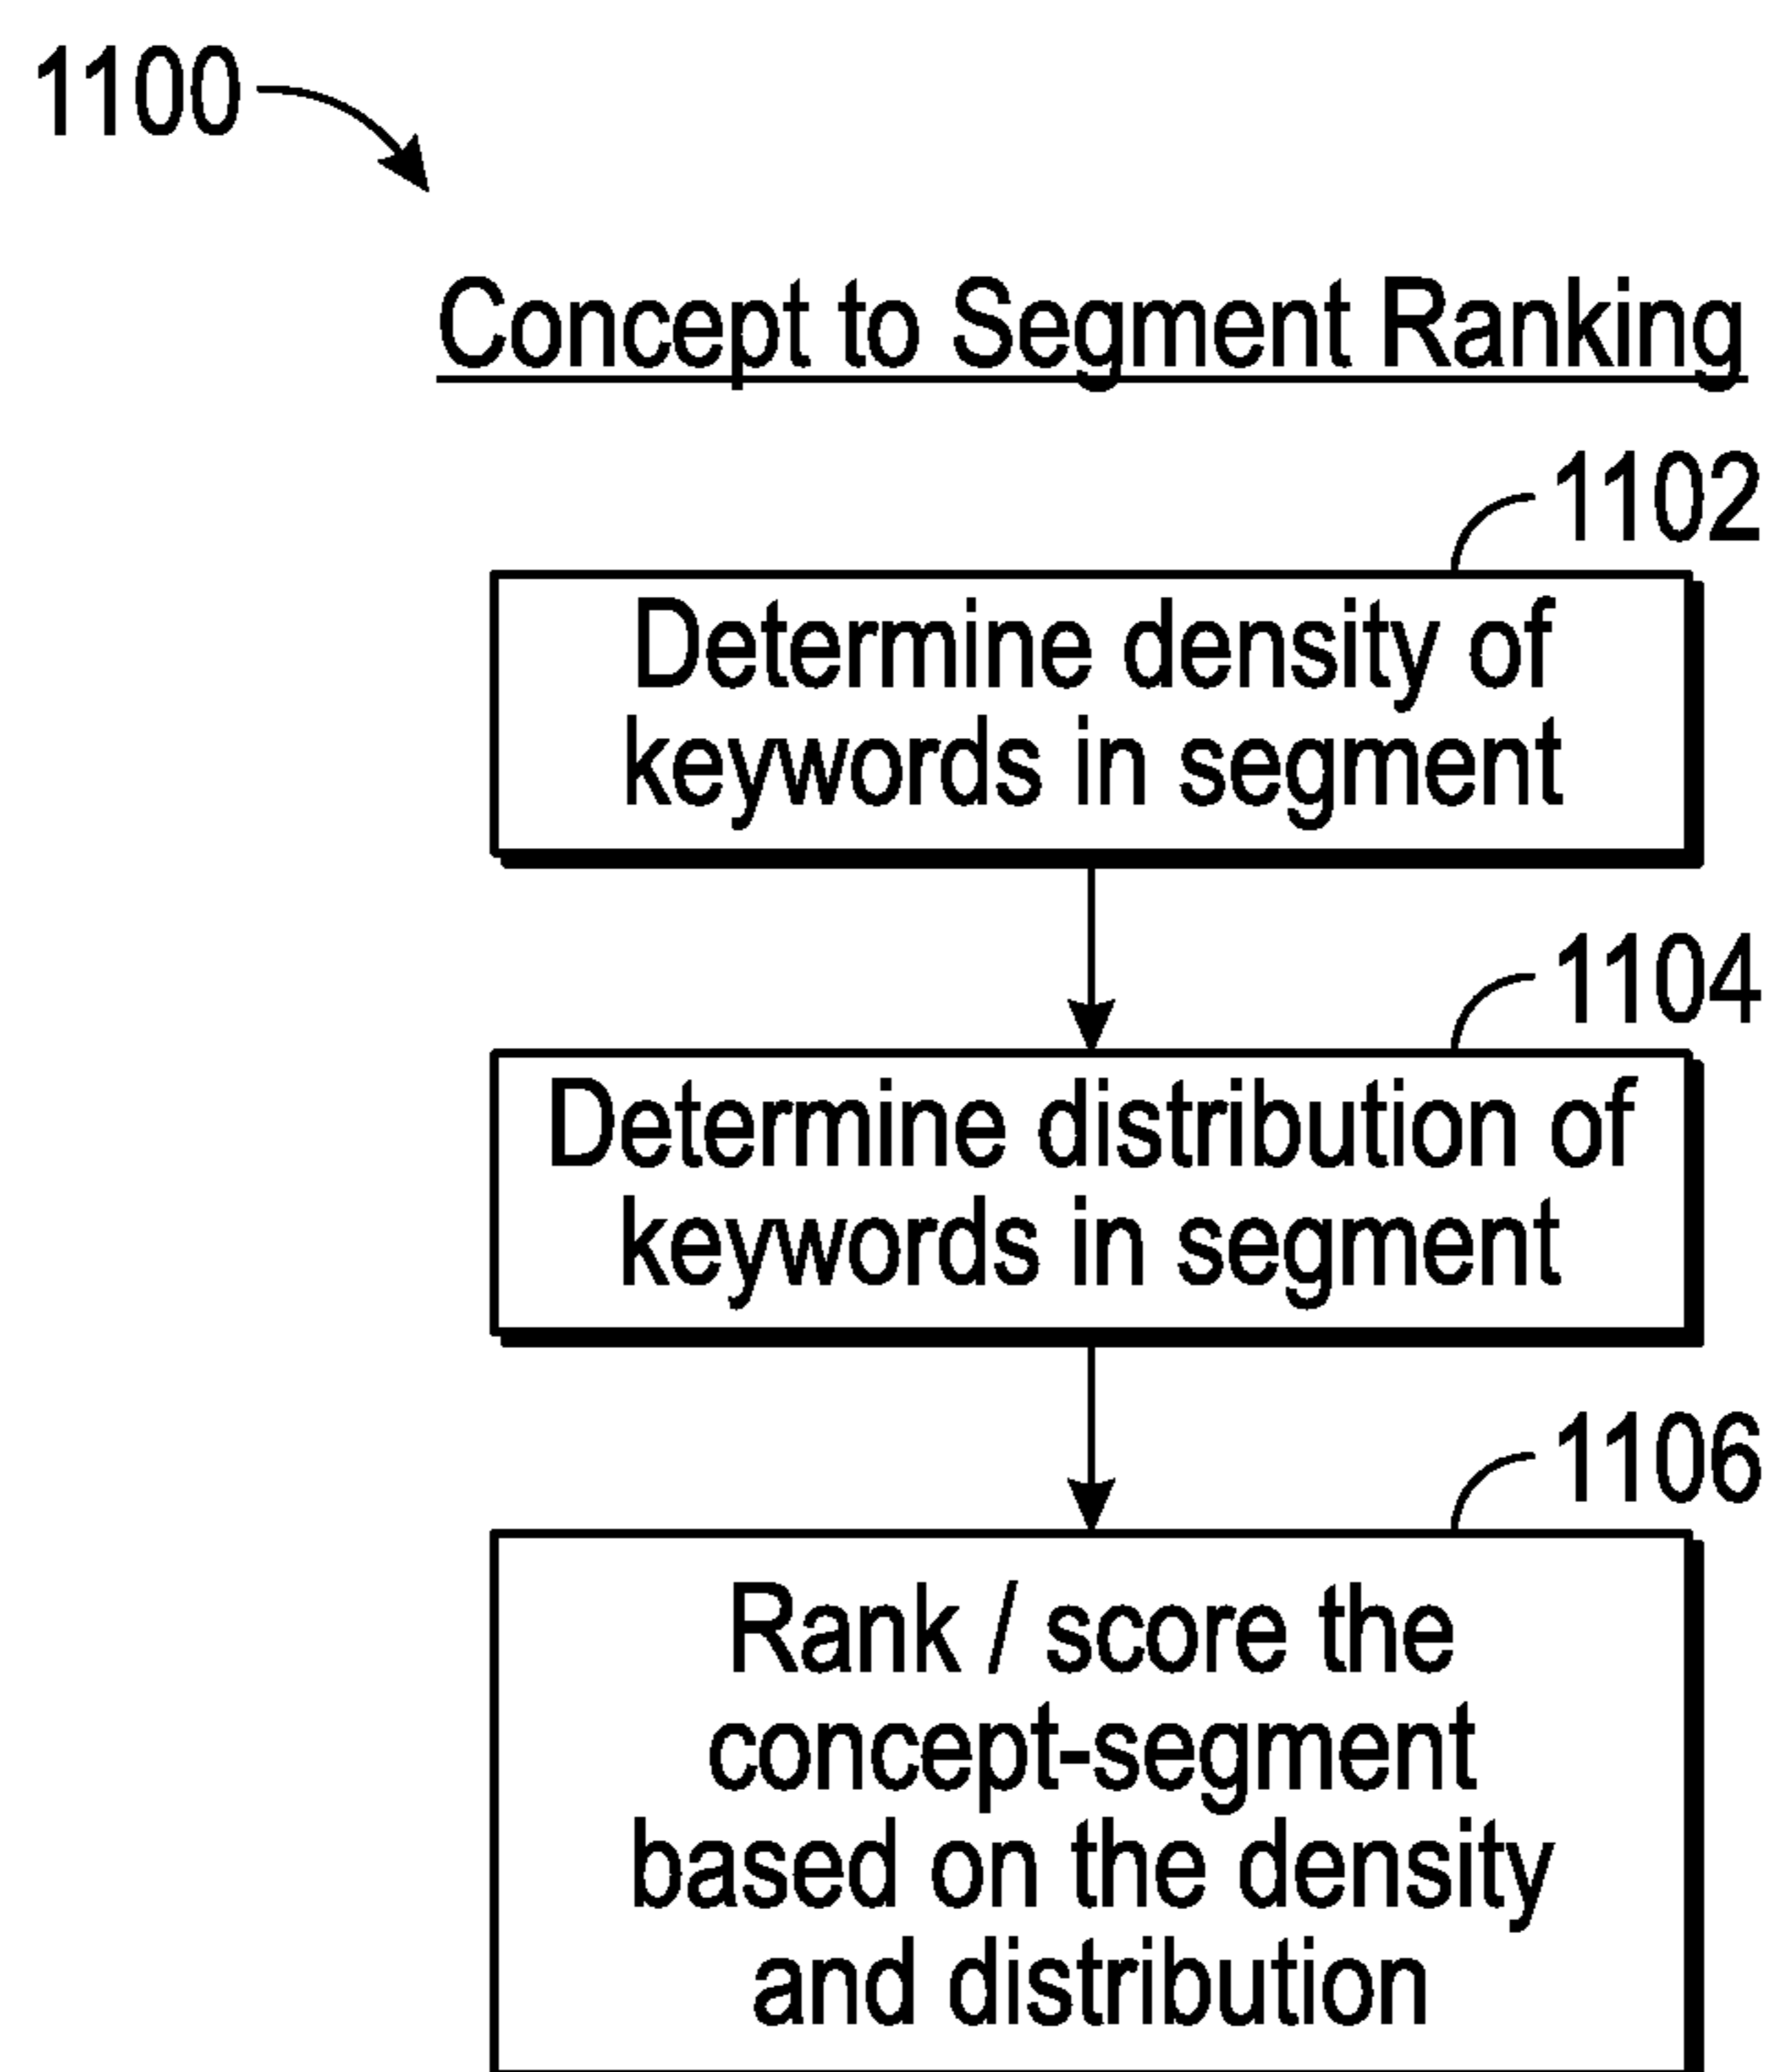 1100
Concept to Segment Ranking
1102
Determine density of
keywords in segment
1104
Determine distribution of
keywords in segment
1106
Rank / score the
concept-segment
based on the density
and distribution